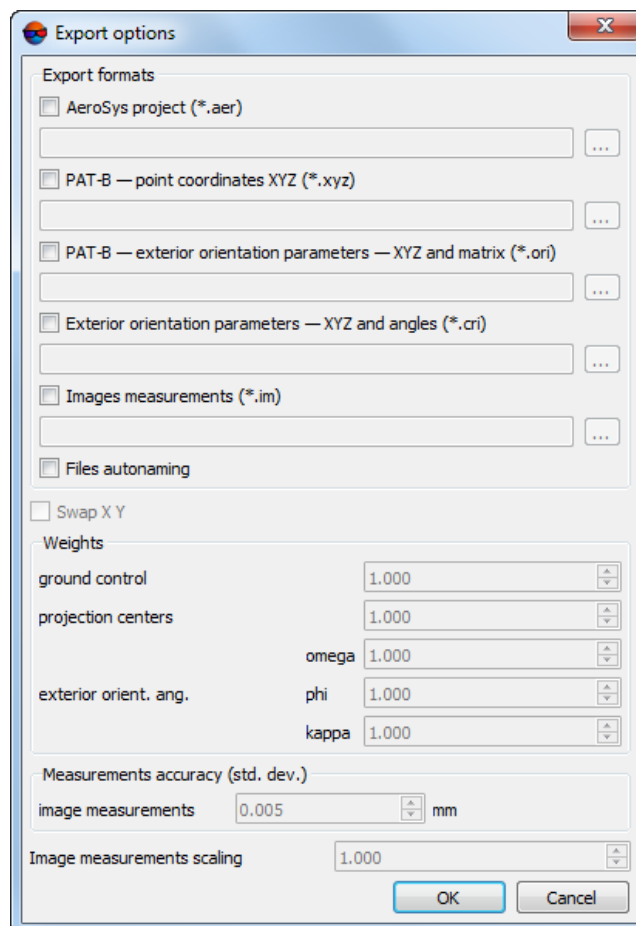 Export options
Export formats
AeroSys project (*.aer)
...
PAT-B — point coordinates XYZ (*.xyz)
...
PAT-B — exterior orientation parameters — XYZ and matrix (*.ori)
...
Exterior orientation parameters — XYZ and angles (*.cri)
...
Images measurements (*.im)
...
Files autonaming
Swap X Y
Weights
ground control 1.000
projection centers 1.000
omega 1.000
exterior orient. ang. phi 1.000
kappa 1.000
Measurements accuracy (std. dev.)
image measurements 0.005 mm
Image measurements scaling 1.000
OK Cancel